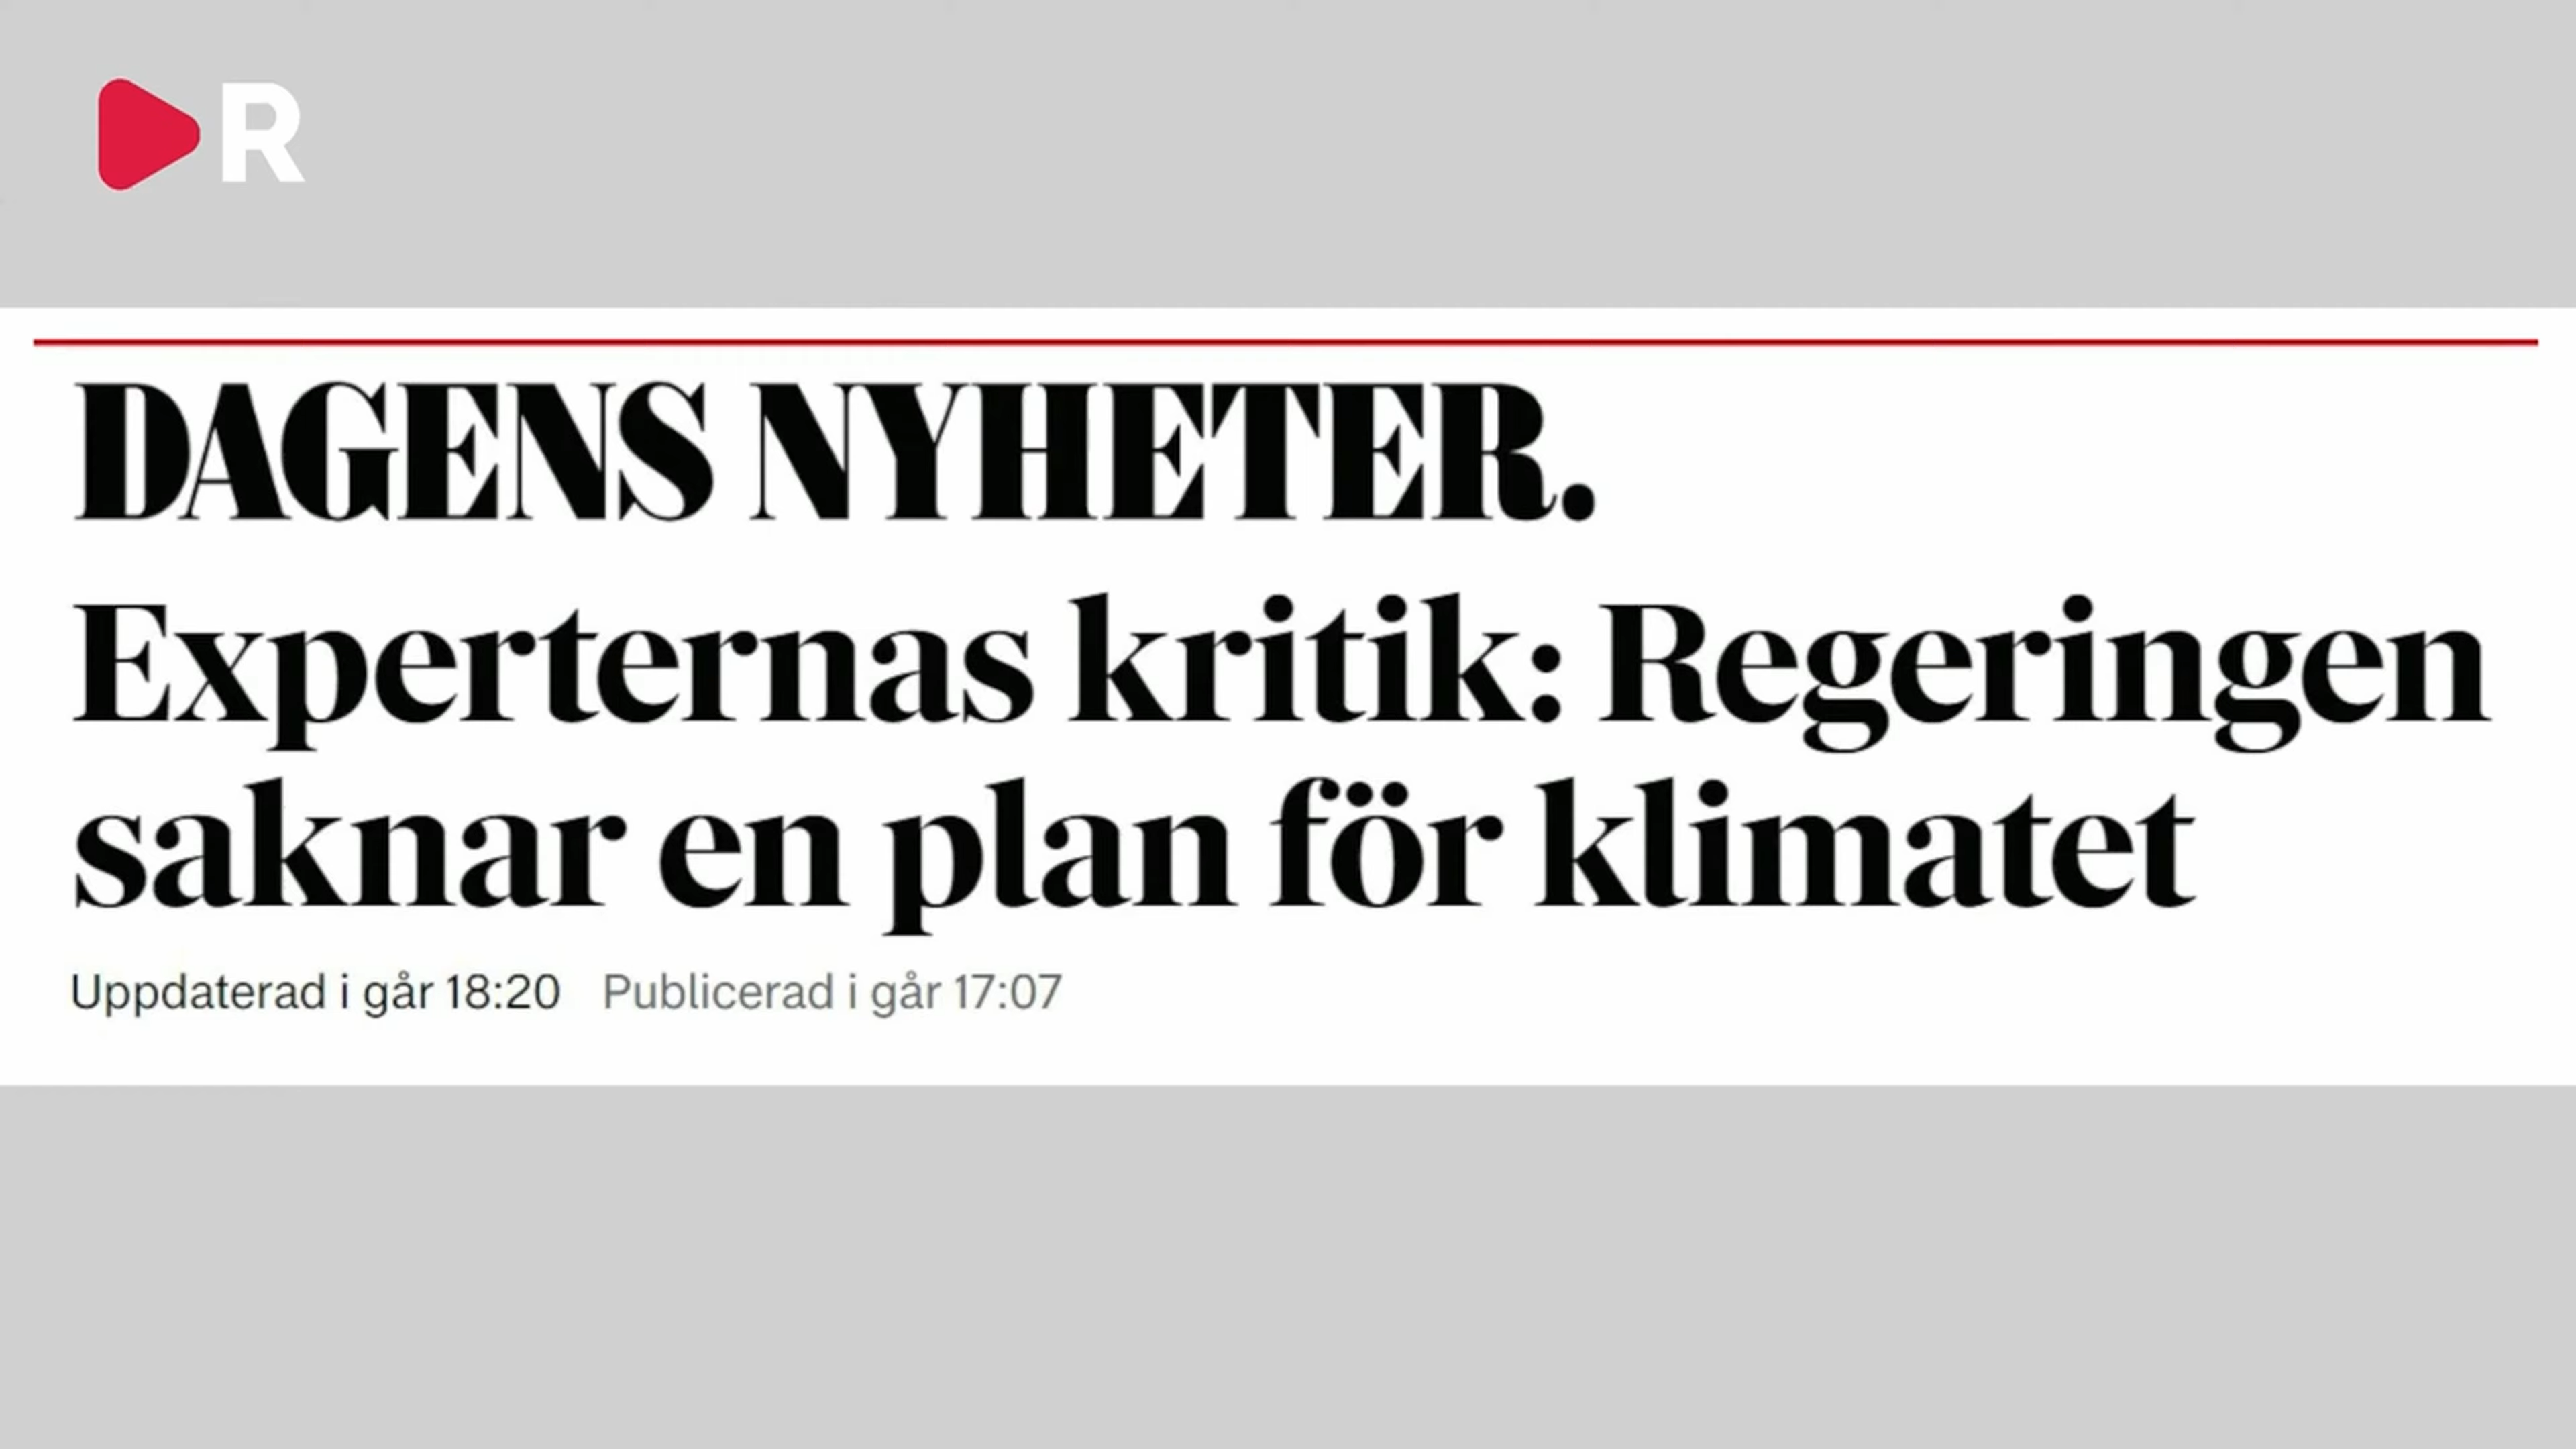 R
DAGENS NYHETER.
Experternas kritik: Regeringen
saknar en plan för klimatet
Uppdaterad i går 18:20 Publicerad i går 17:07